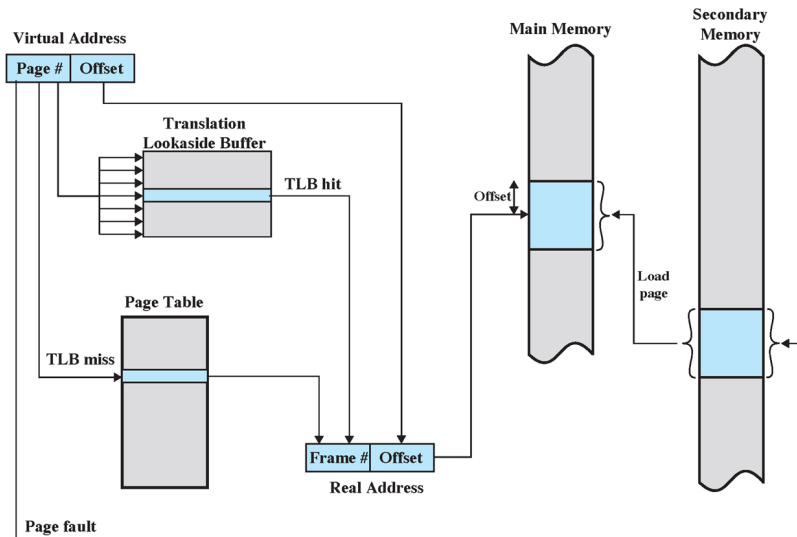 Virtual Address
Page #
Offset
Translation
Lookaside Buffer
TLB hit
Page Table
TLB miss
Frame #
Offset
Real Address
Page fault
Main Memory
Offset
Load
page
Secondary
Memory